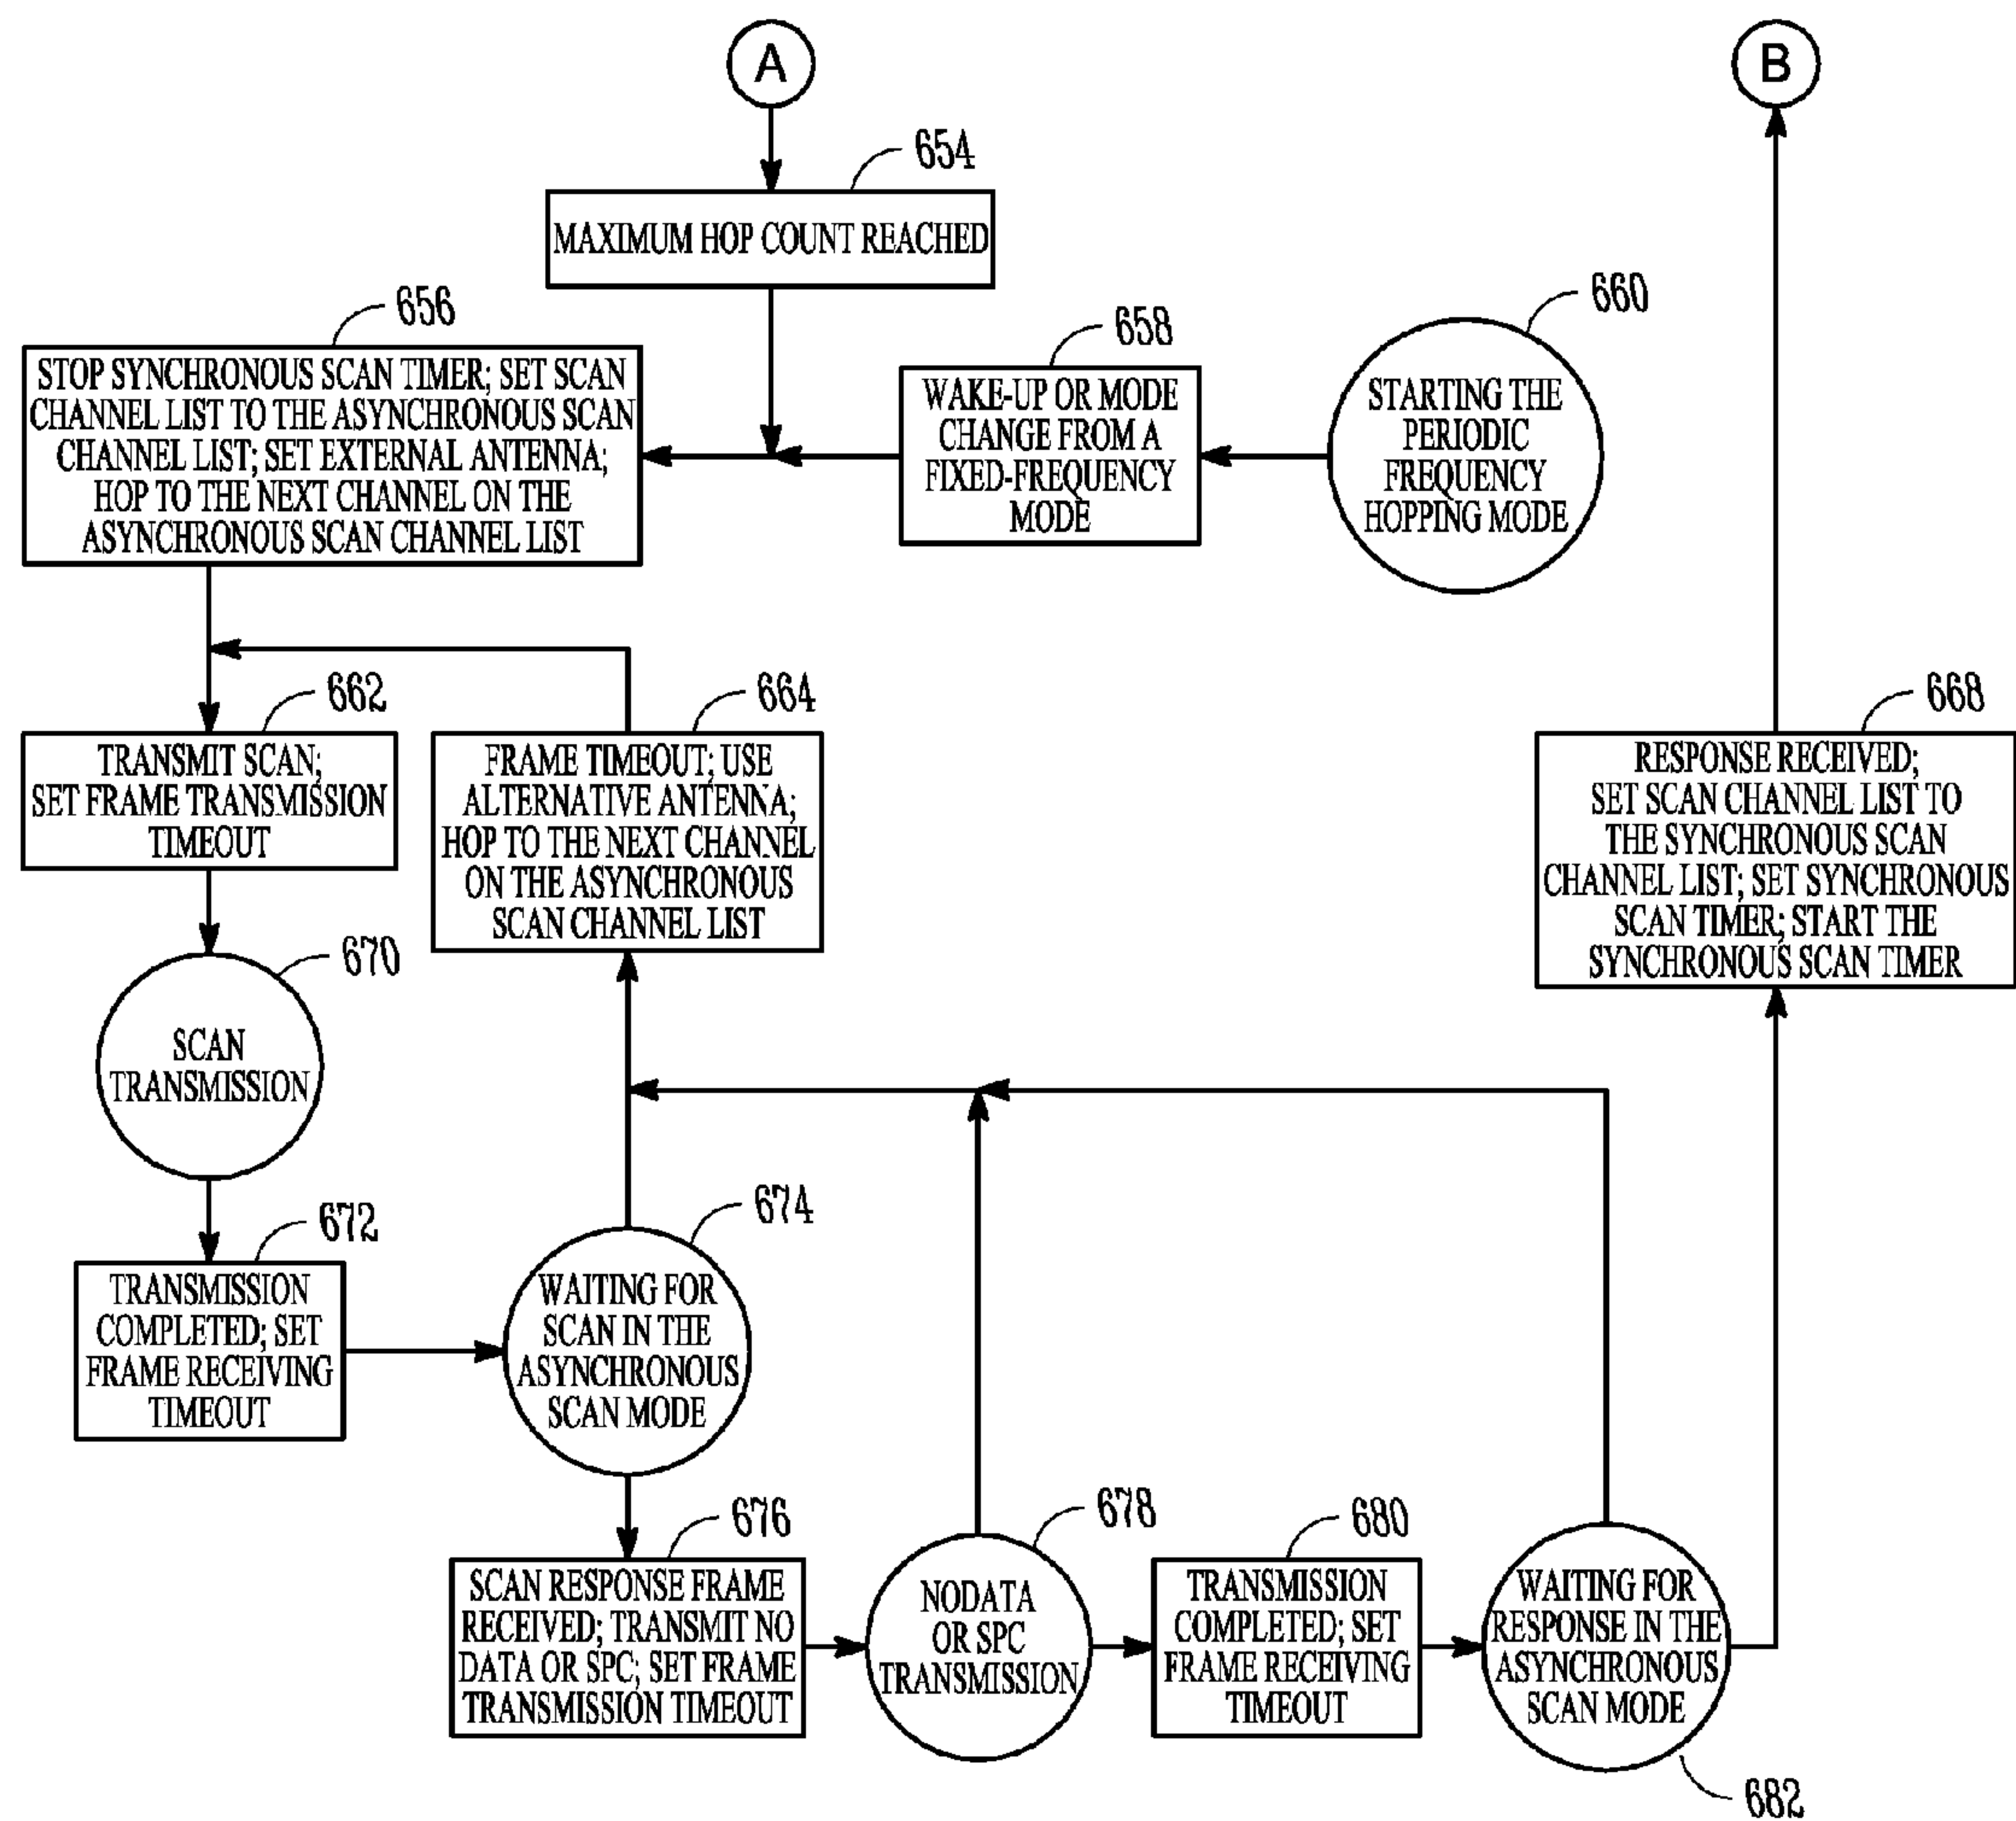 A
B
654
MAXIMUM HOP COUNT REACHED
656
STOP SYNCHRONOUS SCAN TIMER; SET SCAN
CHANNEL LIST TO THE ASYNCHRONOUS SCAN
CHANNEL LIST; SET EXTERNAL ANTENNA;
HOP TO THE NEXT CHANNEL ON THE
ASYNCHRONOUS SCAN CHANNEL LIST
658
WAKE-UP OR MODE
CHANGE FROM A
FIXED-FREQUENCY
MODE
660
STARTING THE
PERIODIC
FREQUENCY
HOPPING MODE
662
TRANSMIT SCAN;
SET FRAME TRANSMISSION
TIMEOUT
664
FRAME TIMEOUT; USE
ALTERNATIVE ANTENNA;
HOP TO THE NEXT CHANNEL
ON THE ASYNCHRONOUS
SCAN CHANNEL LIST
668
RESPONSE RECEIVED;
SET SCAN CHANNEL LIST TO
THE SYNCHRONOUS SCAN
CHANNEL LIST; SET SYNCHRONOUS
SCAN TIMER; START THE
SYNCHRONOUS SCAN TIMER
670
SCAN
TRANSMISSION
672
TRANSMISSION
COMPLETED; SET
FRAME RECEIVING
TIMEOUT
674
WAITING FOR
SCAN IN THE
ASYNCHRONOUS
SCAN MODE
676
SCAN RESPONSE FRAME
RECEIVED; TRANSMIT NO
DATA OR SPC; SET FRAME
TRANSMISSION TIMEOUT
678
NODATA
OR SPC
TRANSMISSION
680
TRANSMISSION
COMPLETED; SET
FRAME RECEIVING
TIMEOUT
WAITING FOR
RESPONSE IN THE
ASYNCHRONOUS
SCAN MODE
682